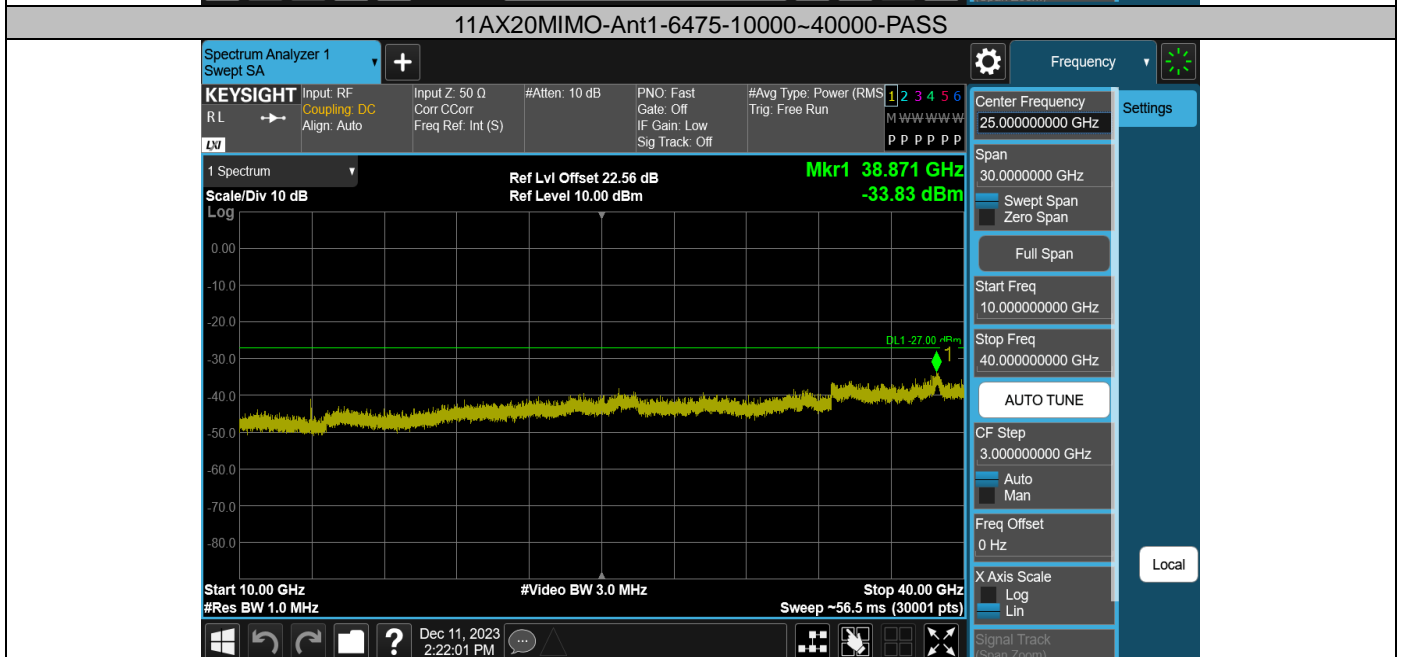 11AX20MIMO-Ant1-6475-10000~40000-PASS
Spectrum Analyzer 1
Swept SA
Frequency
KEYSIGHT
R L
LXI
Input: RF
Coupling: DC
Align: Auto
Input Z: 50 Ω
Corr CCorr
Freq Ref: Int (S)
#Atten: 10 dB
PNO: Fast
Gate: Off
IF Gain: Low
Sig Track: Off
#Avg Type: Power (RMS
Trig: Free Run
1 2 3 4 5 6
M W W W W W
P P P P P P
1 Spectrum
Scale/Div 10 dB
Ref Lvl Offset 22.56 dB
Ref Level 10.00 dBm
Mkr1 38.871 GHz
-33.83 dBm
Log
0.00
-10.0
-20.0
DL1 -27.00 dBm
1
-30.0
-40.0
-50.0
-60.0
-70.0
-80.0
Start 10.00 GHz
#Video BW 3.0 MHz
Stop 40.00 GHz
#Res BW 1.0 MHz
Sweep ~56.5 ms (30001 pts)
Dec 11, 2023
2:22:01 PM
Center Frequency
25.000000000 GHz
Settings
Span
30.0000000 GHz
Swept Span
Zero Span
Full Span
Start Freq
10.000000000 GHz
Stop Freq
40.000000000 GHz
AUTO TUNE
CF Step
3.000000000 GHz
Auto
Man
Freq Offset
0 Hz
X Axis Scale
Log
Lin
Local
Signal Track
(Span Zoom)